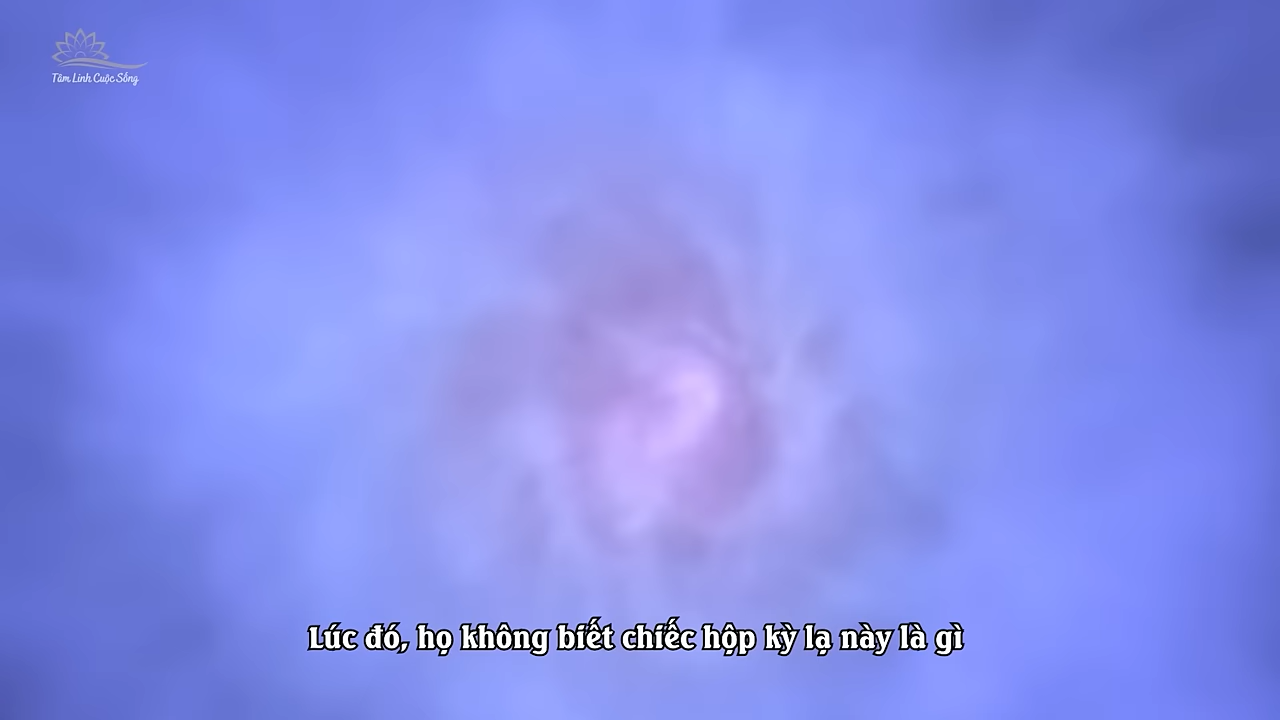 Tâm Linh Cuộc Sống
Lúc đó, họ không biết chiếc hộp kỳ lạ này là gì